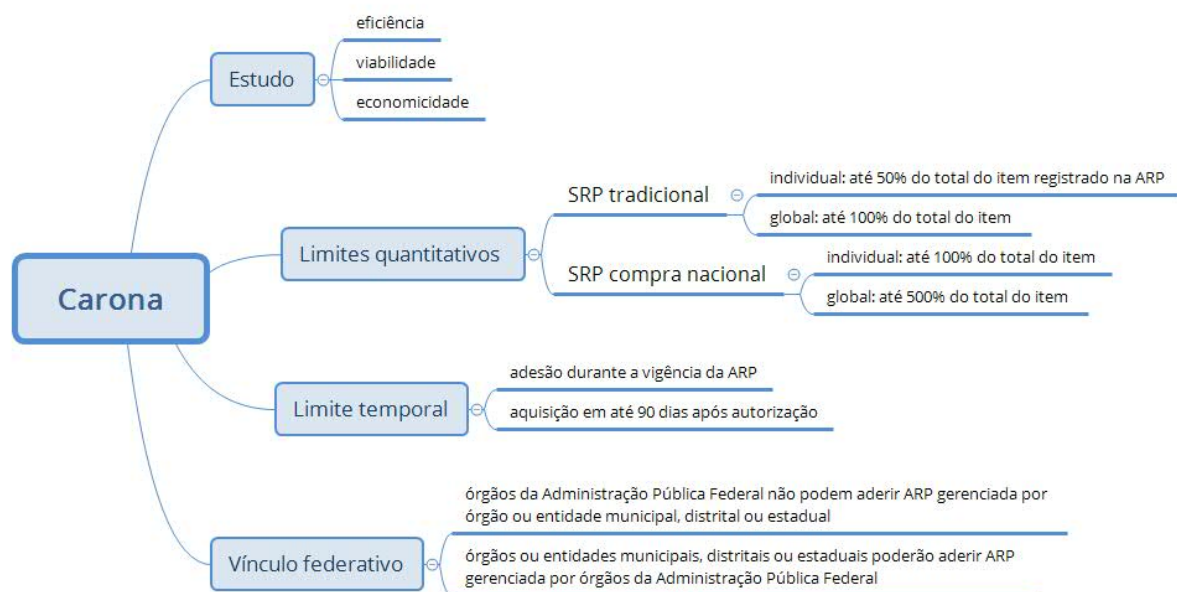 Carona
Estudo
eficiência
viabilidade
economicidade
Limites quantitativos
SRP tradicional
individual: até 50% do total do item registrado na ARP
global: até 100% do total do item
SRP compra nacional
individual: até 100% do total do item
global: até 500% do total do item
Limite temporal
adesão durante a vigência da ARP
aquisição em até 90 dias após autorização
Vínculo federativo
órgãos da Administração Pública Federal não podem aderir ARP gerenciada por
órgão ou entidade municipal, distrital ou estadual
órgãos ou entidades municipais, distritais ou estaduais poderão aderir ARP
gerenciada por órgãos da Administração Pública Federal